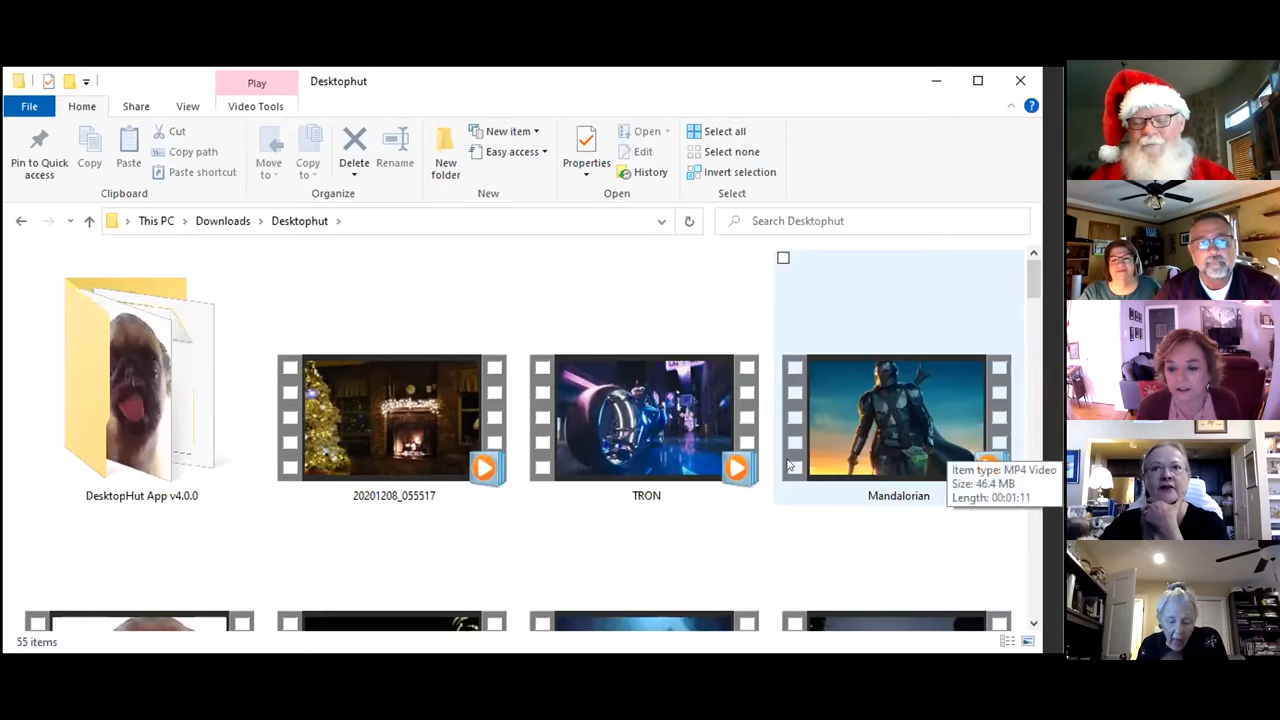 Play
Desktophut
File
Home
Share
View
Video Tools
Pin to Quick access
Copy
Paste
Cut
Copy path
Paste shortcut
Move to
Copy to
Delete
Rename
New folder
New item
Easy access
Properties
Open
Edit
History
Select all
Select none
Invert selection
Clipboard
Organize
New
Open
Select
This PC
Downloads
Desktophut
Search Desktophut
DesktopHut App v4.0.0
20201208_055517
TRON
Mandalorian
Item type: MP4 Video
Size: 46.4 MB
Length: 00:01:11
55 items